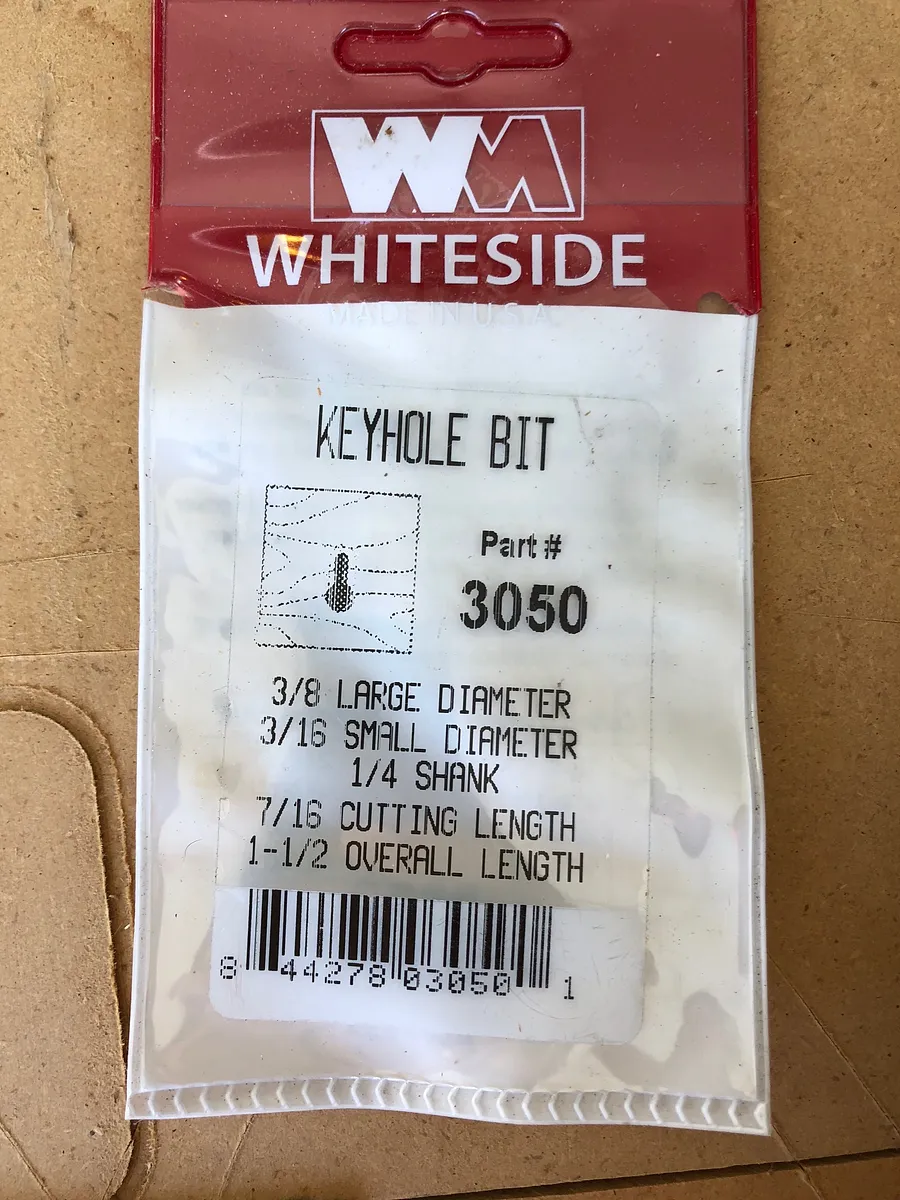 WM
WHITESIDE
MADE IN U.S.A.
KEYHOLE BIT
Part #
3050
3/8 LARGE DIAMETER
3/16 SMALL DIAMETER
1/4 SHANK
7/16 CUTTING LENGTH
1-1/2 OVERALL LENGTH
8 44278 03050 1